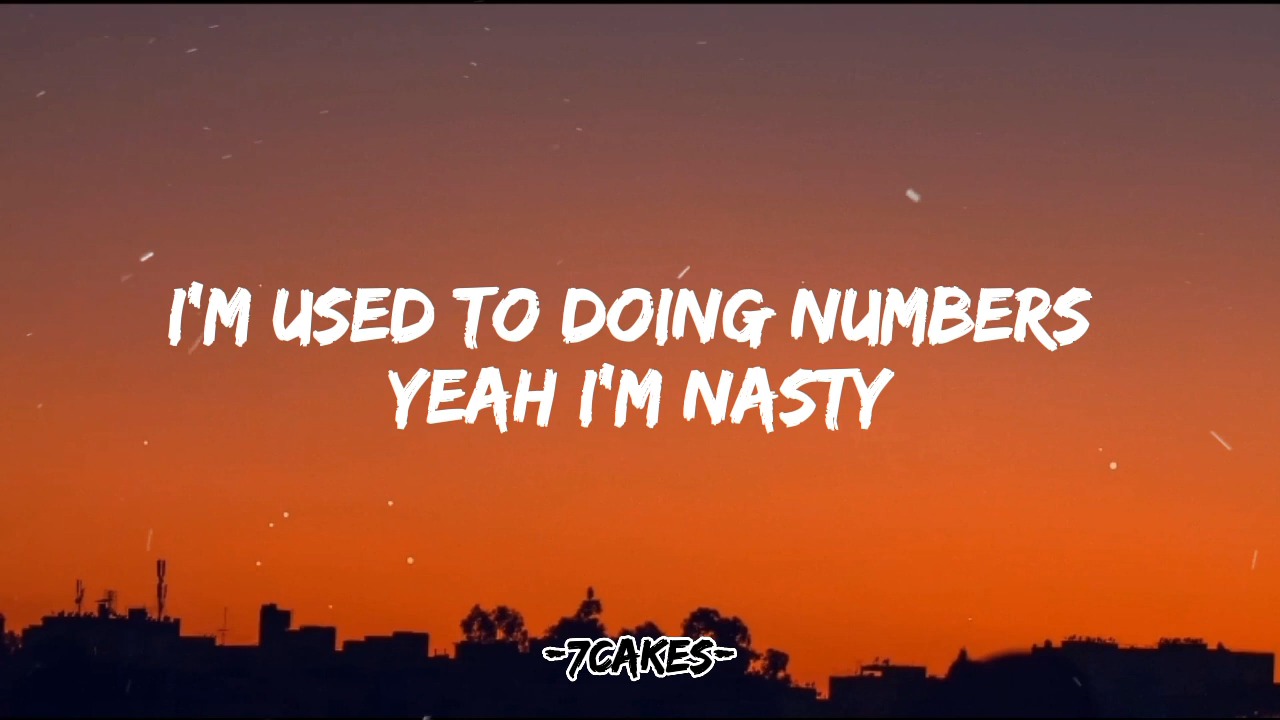 I'M USED TO DOING NUMBERS
YEAH I'M NASTY
-7CAKES-